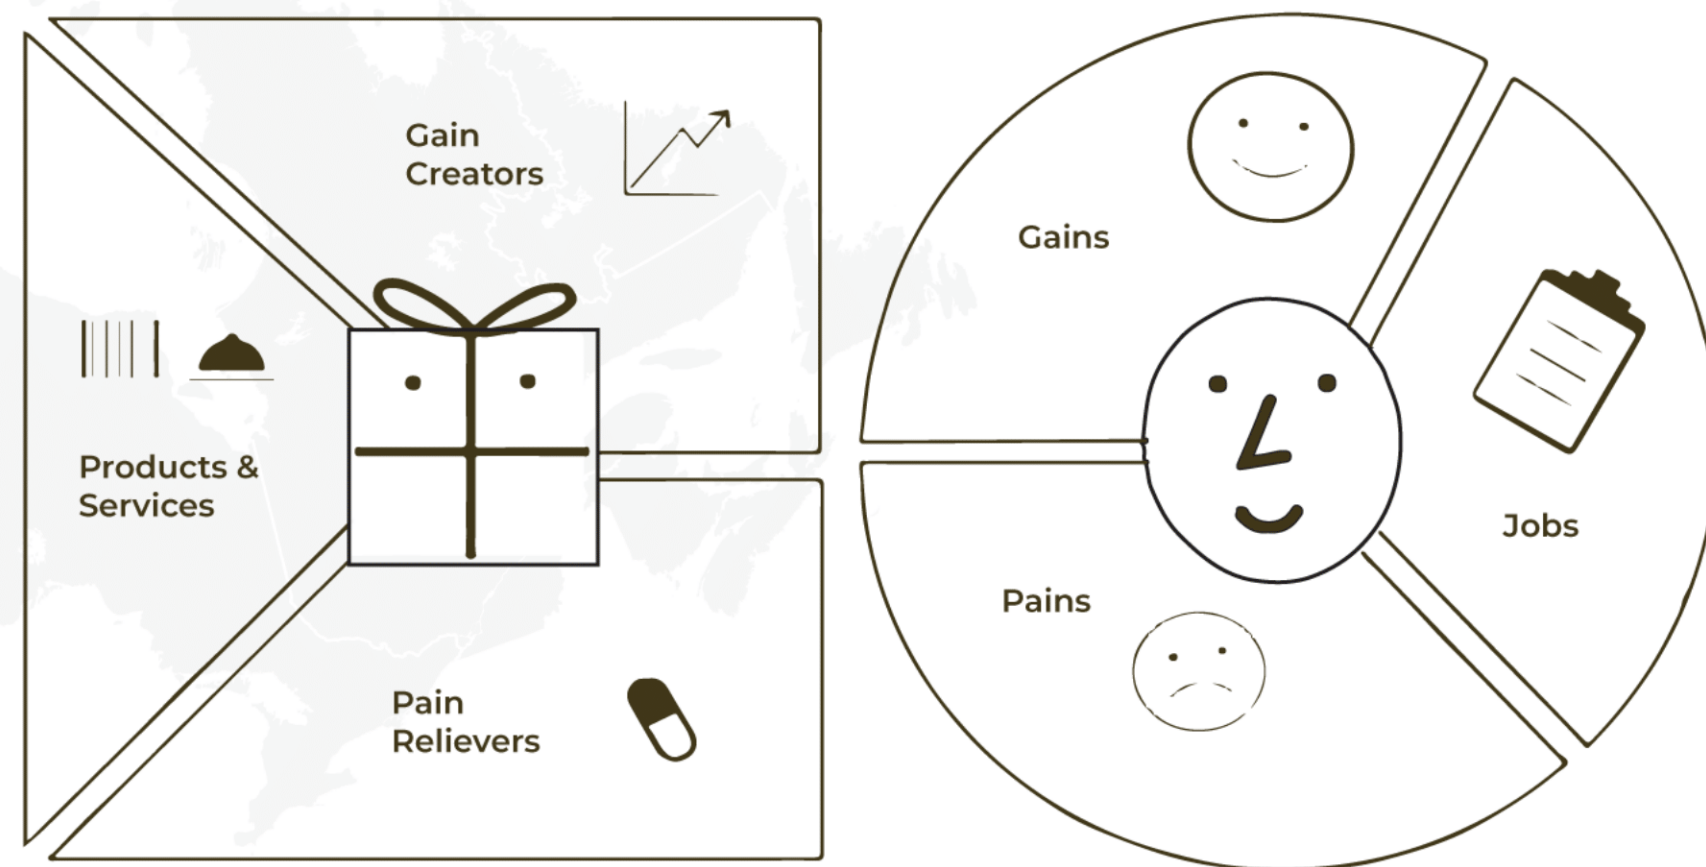 Gain
Creators
Products &
Services
Pain
Relievers
Gains
Jobs
Pains